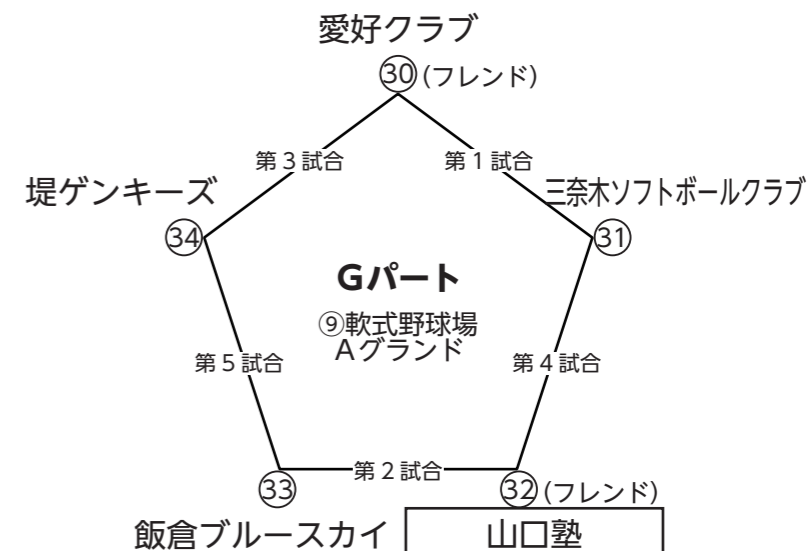 愛好クラブ
㉚(フレンド)
第3試合
第1試合
堤ゲンキーズ
三奈木ソフトボールクラブ
㉞
㉛
Gパート
⑨軟式野球場
Aグランド
第5試合
第4試合
第2試合
㉝
㉜(フレンド)
飯倉ブルースカイ
山口塾